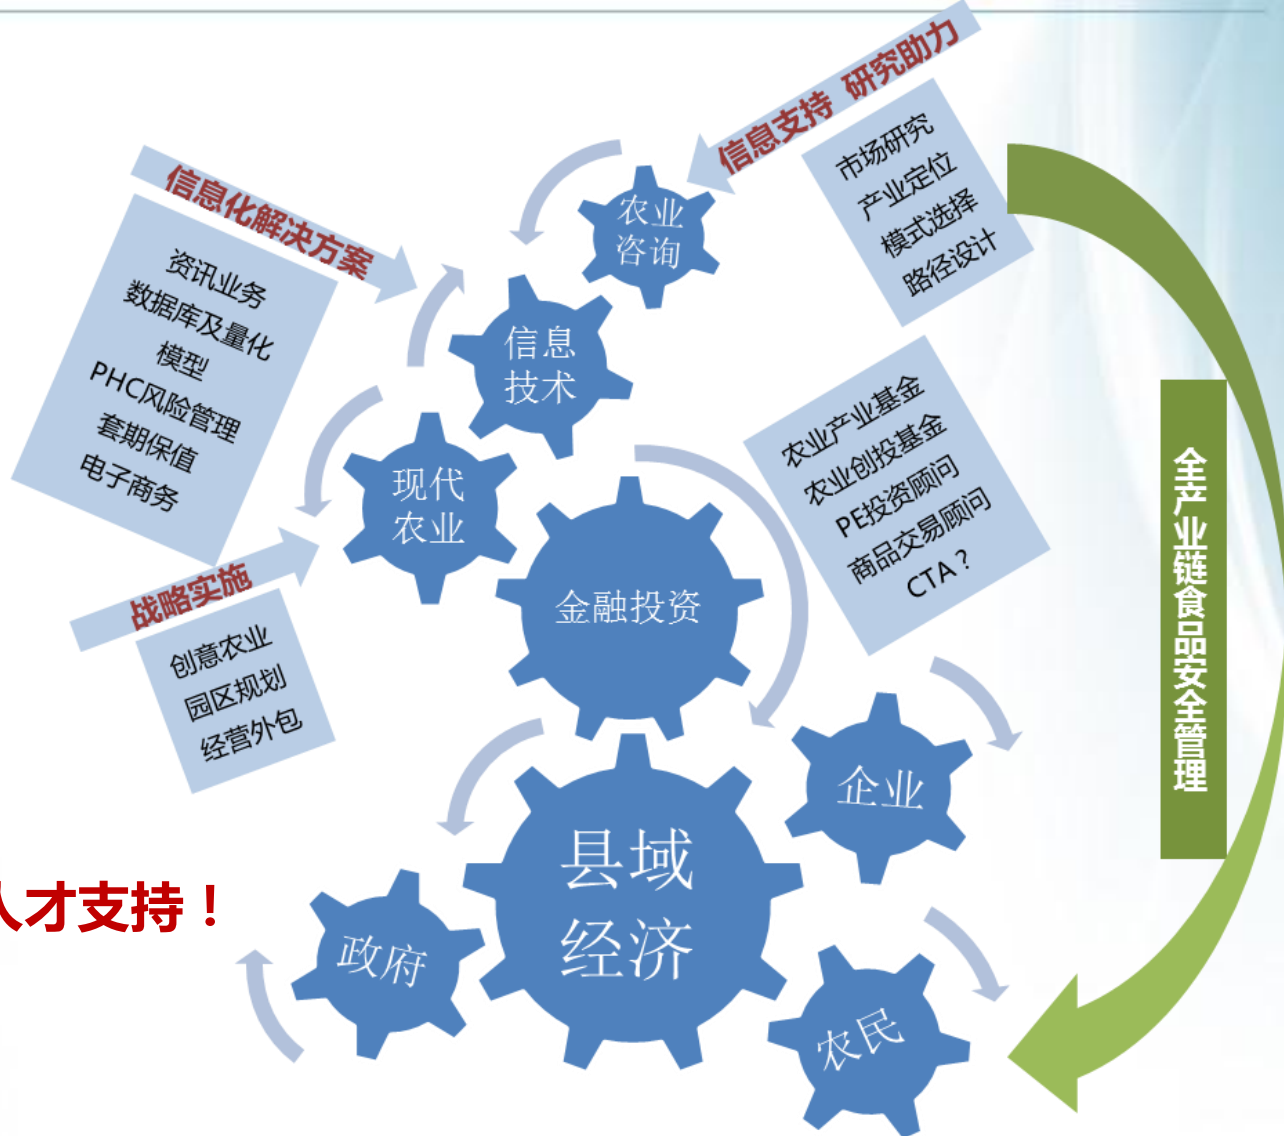 信息支持 研究助力
市场研究
产业定位
模式选择
路径设计
信息化解决方案
资讯业务
数据库及量化
模型
PHC风险管理
套期保值
电子商务
农业
咨询
信息
技术
现代
农业
金融投资
农业产业基金
农业创投基金
PE投资顾问
商品交易顾问
CTA？
战略实施
创意农业
园区规划
经营外包
全产业链食品安全管理
企业
县域
经济
人才支持！
政府
农民